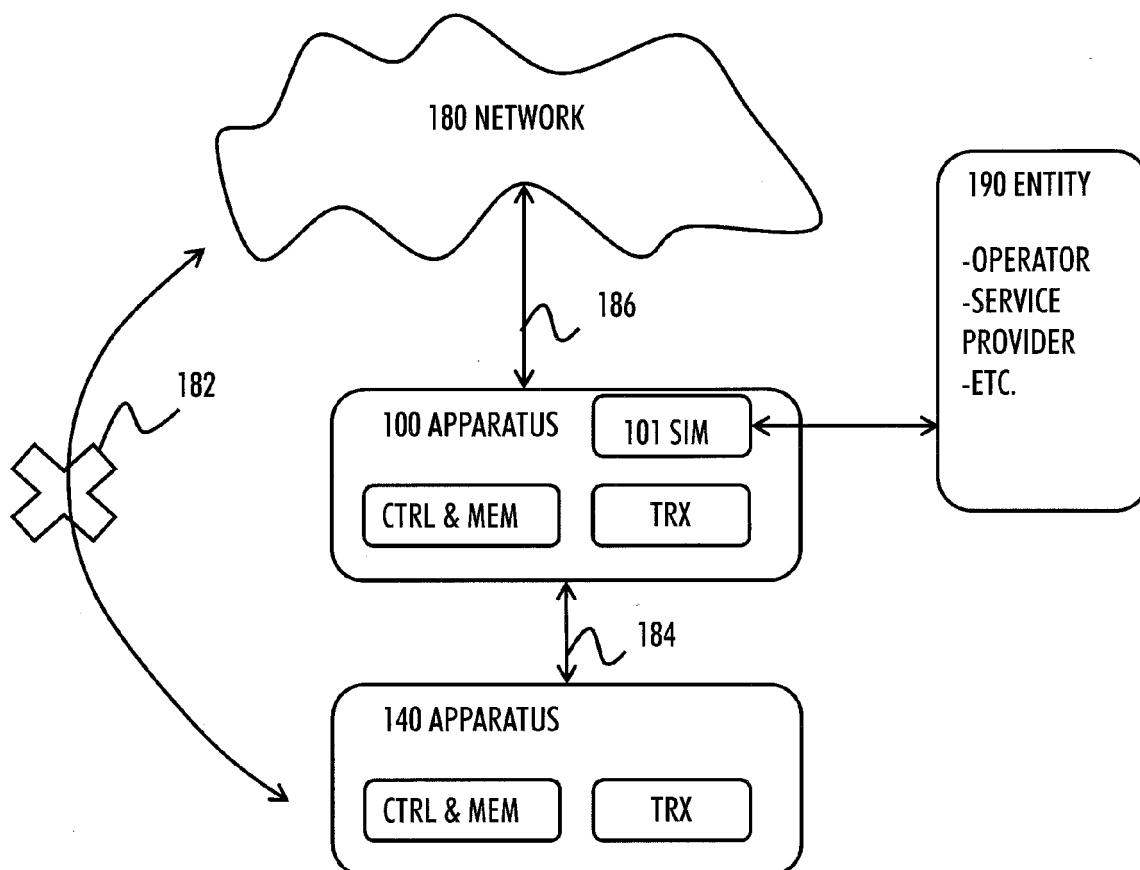 180 NETWORK
190 ENTITY
-OPERATOR
-SERVICE
PROVIDER
-ETC.
186
182
100 APPARATUS
101 SIM
CTRL & MEM
TRX
184
140 APPARATUS
CTRL & MEM
TRX